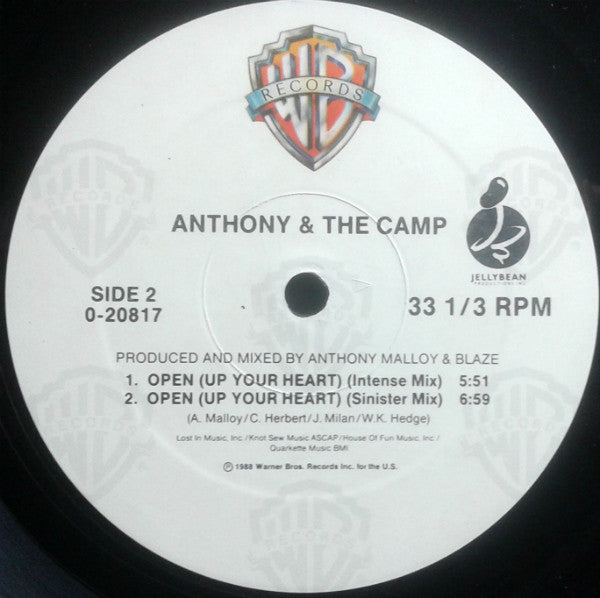 WB
RECORDS
ANTHONY & THE CAMP
JELLYBEAN
PRODUCTIONS INC
SIDE 2
0-20817
33 1/3 RPM
PRODUCED AND MIXED BY ANTHONY MALLOY & BLAZE
1. OPEN (UP YOUR HEART) (Intense Mix) 5:51
2. OPEN (UP YOUR HEART) (Sinister Mix) 6:59
(A. Malloy/C. Herbert/J. Milan/W.K. Hedge)
Lost In Music, Inc./Knot Sew Music ASCAP/House Of Fun Music, Inc./
Quarkette Music BMI
℗ 1988 Warner Bros. Records Inc. for the U.S.